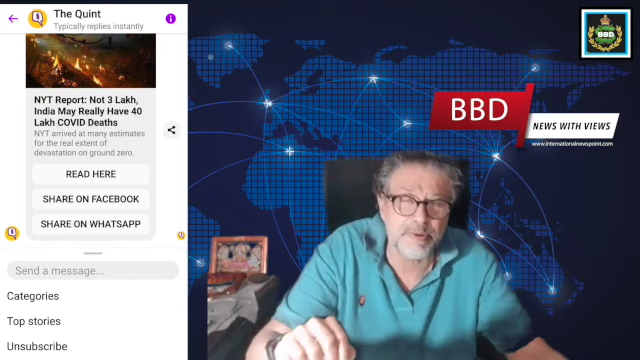 The Quint
Typically replies instantly
NYT Report: Not 3 Lakh,
India May Really Have 40
Lakh COVID Deaths
NYT arrived at many estimates
for the real extent of
devastation on ground zero.
READ HERE
SHARE ON FACEBOOK
SHARE ON WHATSAPP
Send a message...
Categories
Top stories
Unsubscribe
BBD
BBD
NEWS WITH VIEWS
www.internationalnewspoint.com